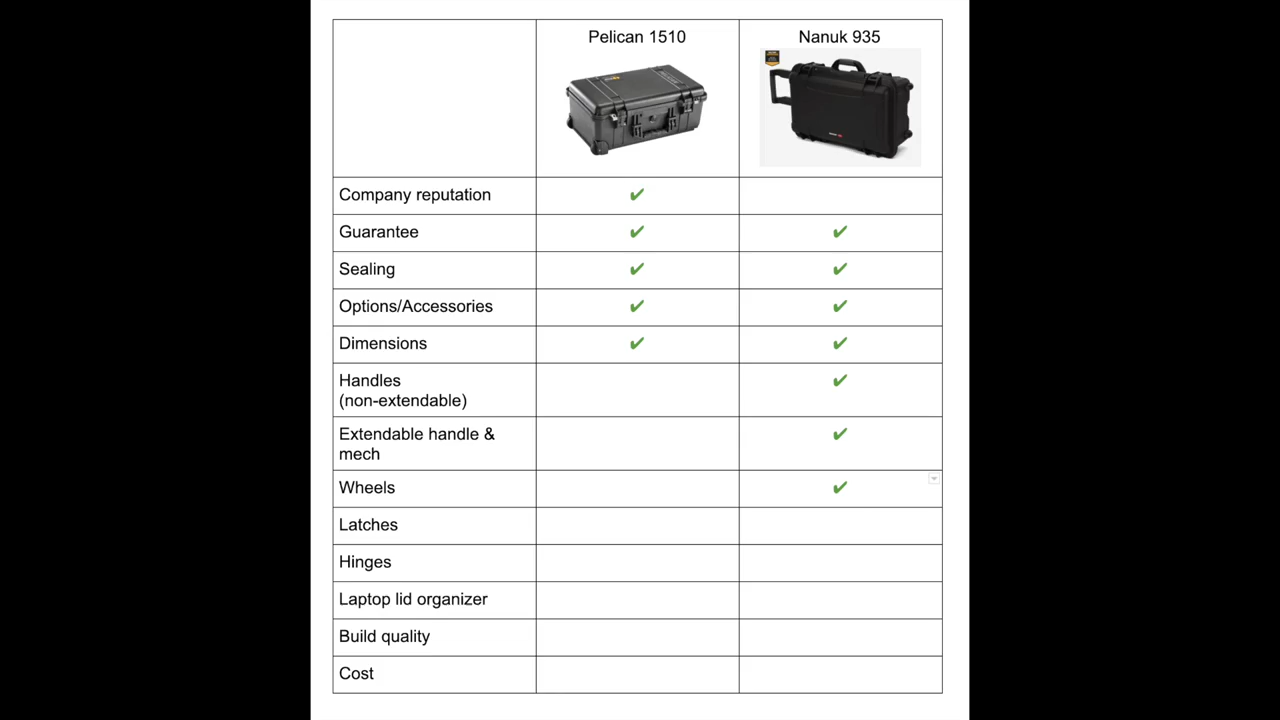 Pelican 1510
Nanuk 935
Company reputation ✔
Guarantee ✔ ✔
Sealing ✔ ✔
Options/Accessories ✔ ✔
Dimensions ✔ ✔
Handles ✔
(non-extendable)
Extendable handle & ✔
mech
Wheels ✔
Latches
Hinges
Laptop lid organizer
Build quality
Cost